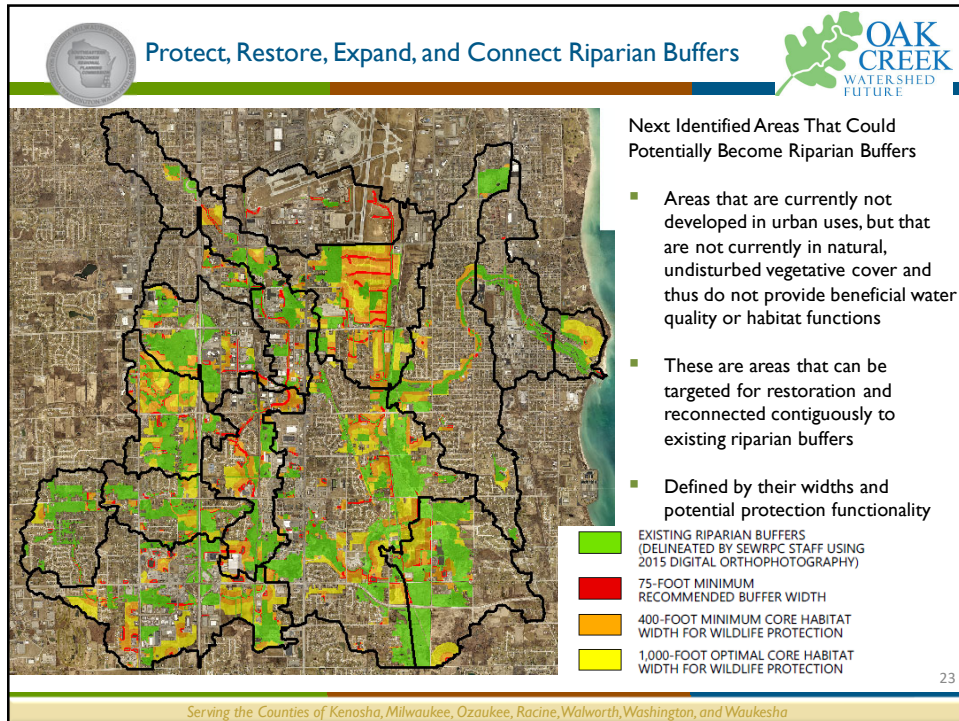 Protect, Restore, Expand, and Connect Riparian Buffers
OAK
CREEK
WATERSHED
FUTURE
Next Identified Areas That Could
Potentially Become Riparian Buffers
▪ Areas that are currently not
developed in urban uses, but that
are not currently in natural,
undisturbed vegetative cover and
thus do not provide beneficial water
quality or habitat functions
▪ These are areas that can be
targeted for restoration and
reconnected contiguously to
existing riparian buffers
▪ Defined by their widths and
potential protection functionality
EXISTING RIPARIAN BUFFERS
(DELINEATED BY SEWRPC STAFF USING
2015 DIGITAL ORTHOPHOTOGRAPHY)
75-FOOT MINIMUM
RECOMMENDED BUFFER WIDTH
400-FOOT MINIMUM CORE HABITAT
WIDTH FOR WILDLIFE PROTECTION
1,000-FOOT OPTIMAL CORE HABITAT
WIDTH FOR WILDLIFE PROTECTION
23
Serving the Counties of Kenosha, Milwaukee, Ozaukee, Racine, Walworth, Washington, and Waukesha